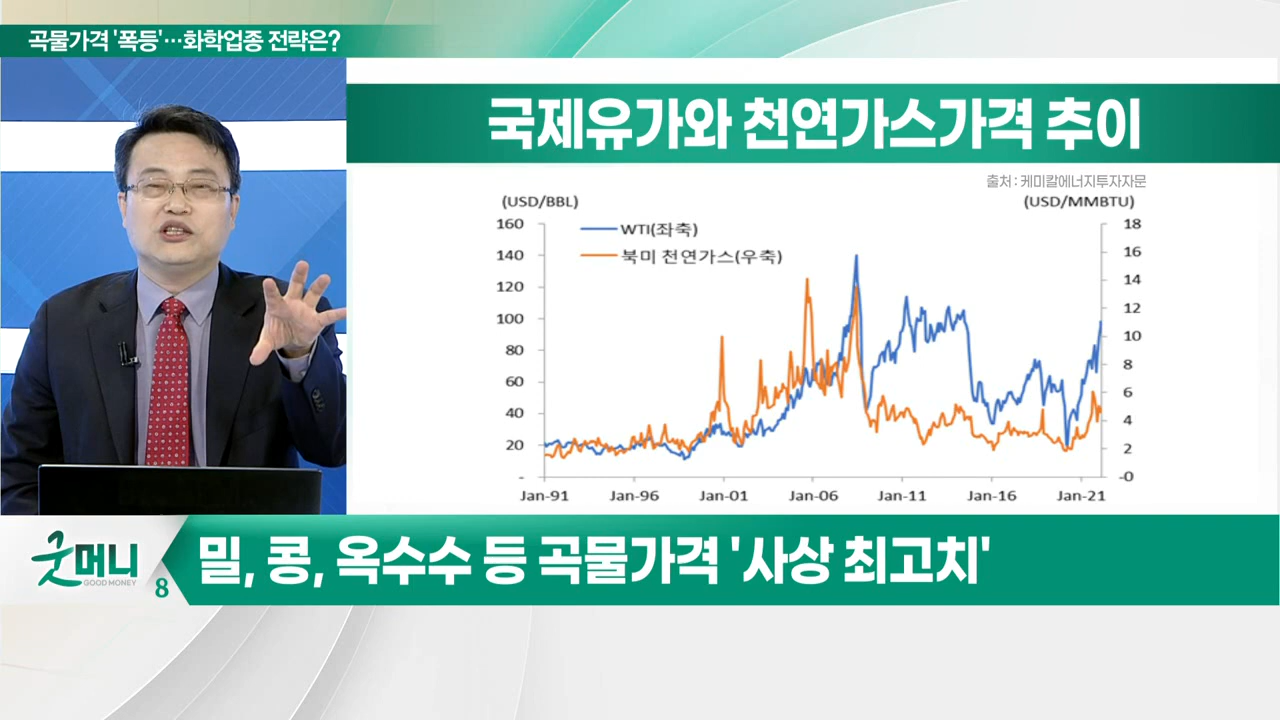 곡물가격 '폭등'…화학업종 전략은?
국제유가와 천연가스가격 추이
출처 : 케미칼에너지투자자문
(USD/BBL)
(USD/MMBTU)
WTI(좌축)
북미 천연가스(우축)
160
140
120
100
80
60
40
20
-
18
16
14
12
10
8
6
4
2
-0
Jan-91 Jan-96 Jan-01 Jan-06 Jan-11 Jan-16 Jan-21
굿머니
GOOD MONEY
8
밀, 콩, 옥수수 등 곡물가격 '사상 최고치'